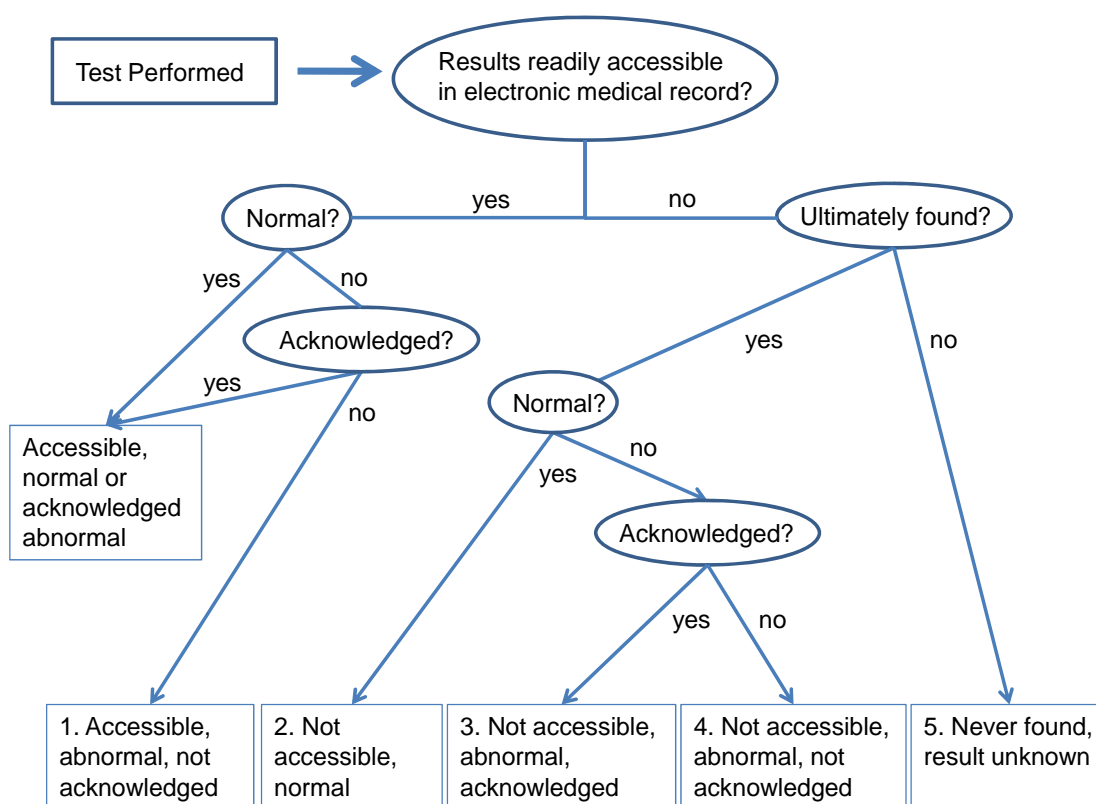 Test Performed
Results readily accessible
in electronic medical record?
yes
no
Normal?
Ultimately found?
yes
no
Acknowledged?
yes
no
yes
no
Normal?
no
yes
Accessible,
normal or
acknowledged
abnormal
Acknowledged?
yes
no
1. Accessible,
abnormal, not
acknowledged
2. Not
accessible,
normal
3. Not accessible,
abnormal,
acknowledged
4. Not accessible,
abnormal, not
acknowledged
5. Never found,
result unknown